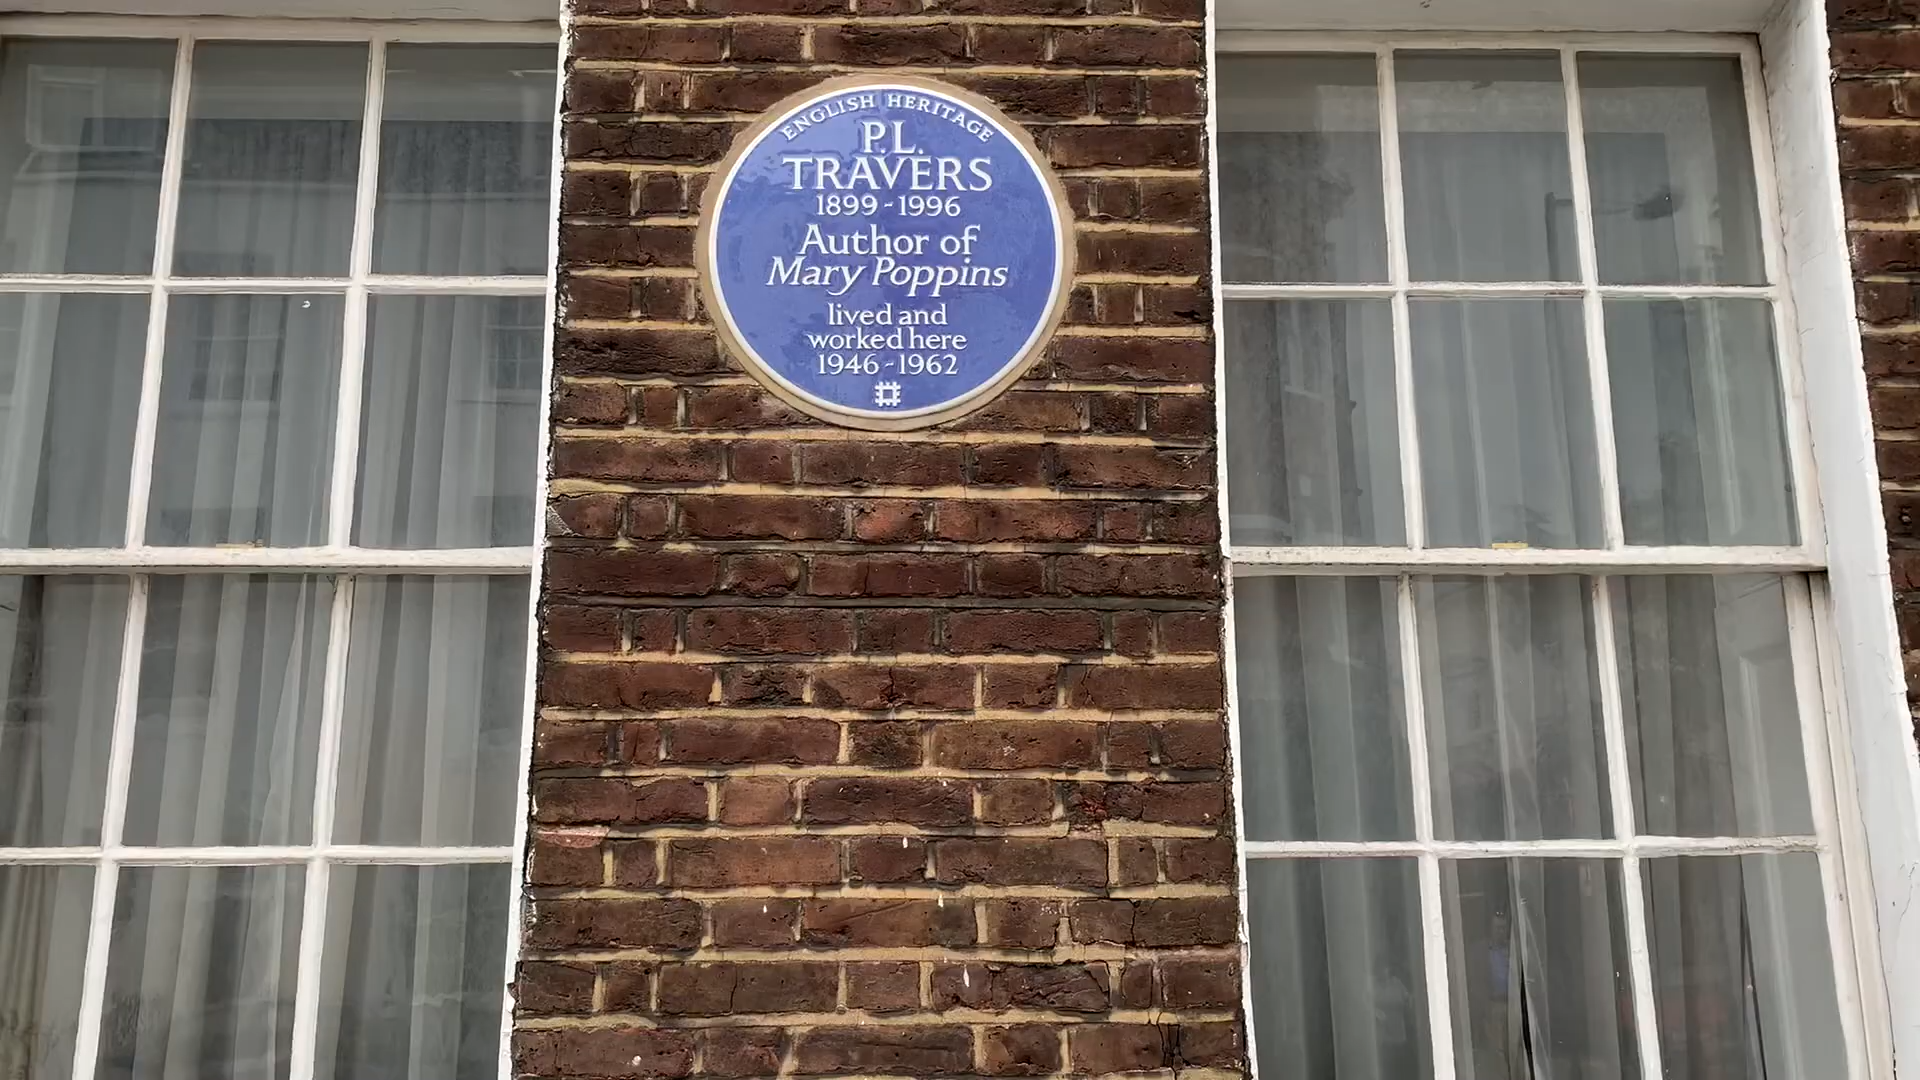 ENGLISH HERITAGE
P.L.
TRAVERS
1899-1996
Author of
Mary Poppins
lived and
worked here
1946-1962